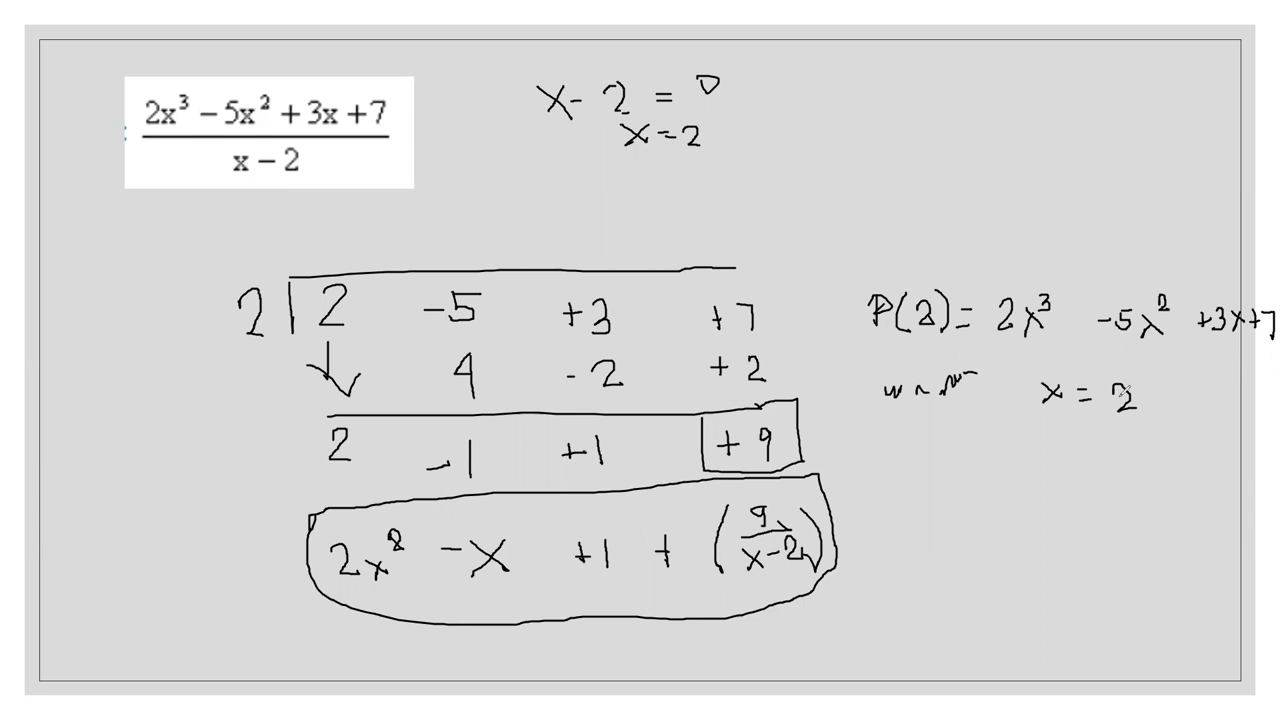 2x³ − 5x² + 3x + 7
x − 2
x - 2 = 0
x = 2
2 | 2 -5 +3 +7
4 -2 +2
2 -1 +1 +9
2x² - x + 1 + (9/(x-2))
P(2) = 2x³ -5x² +3x+7
x = 2